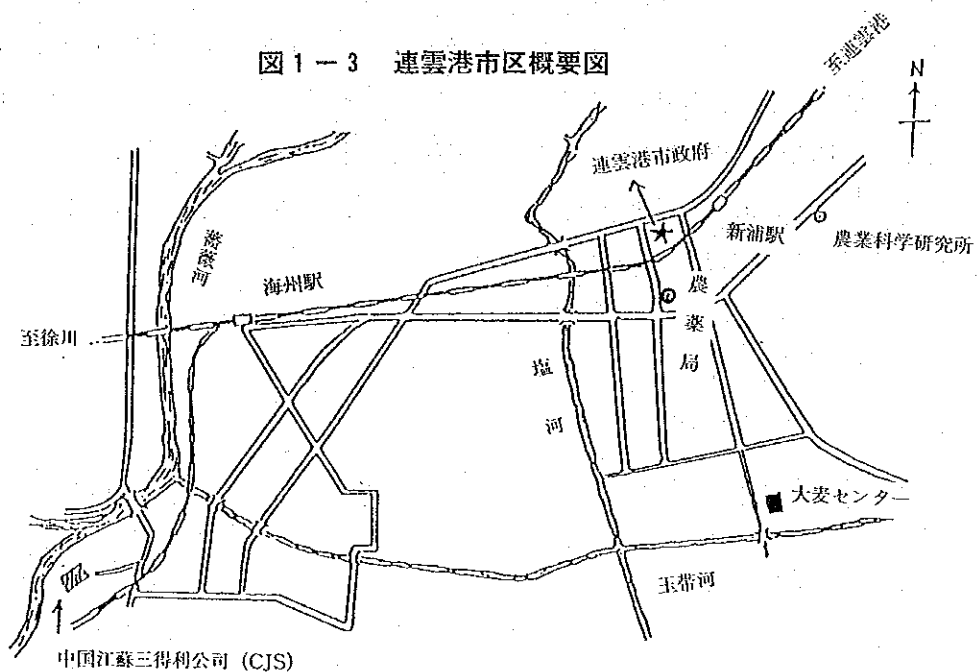 図1-3 連雲港市区概要図
至連雲港
N
連雲港市政府
新浦駅
農業科学研究所
薔薇河
海州駅
至徐川
農薬局
塩河
大麦センター
玉帯河
中国江蘇三得利公司 (CJS)